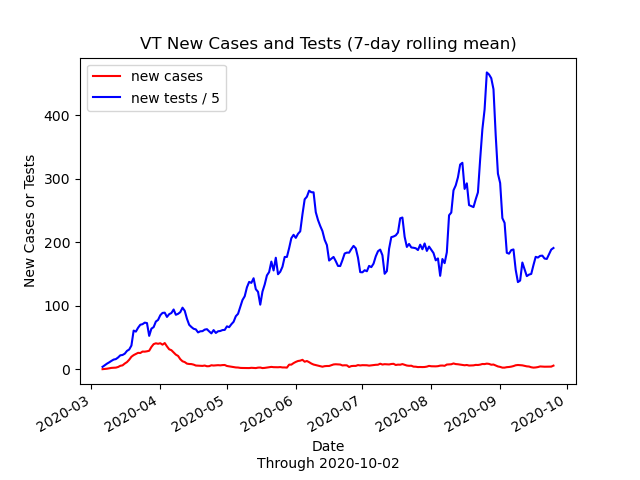 VT New Cases and Tests (7-day rolling mean)
new cases
new tests / 5
New Cases or Tests
400
300
200
100
0
2020-03
2020-04
2020-05
2020-06
2020-07
2020-08
2020-09
2020-10
Date
Through 2020-10-02